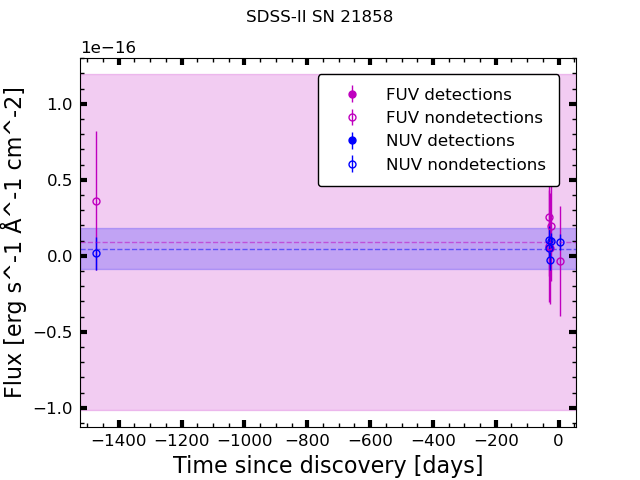 SDSS-II SN 21858
1e−16
FUV detections
FUV nondetections
NUV detections
NUV nondetections
1.0
0.5
0.0
−0.5
−1.0
Flux [erg s^-1 Å^-1 cm^-2]
−1400 −1200 −1000 −800 −600 −400 −200 0
Time since discovery [days]